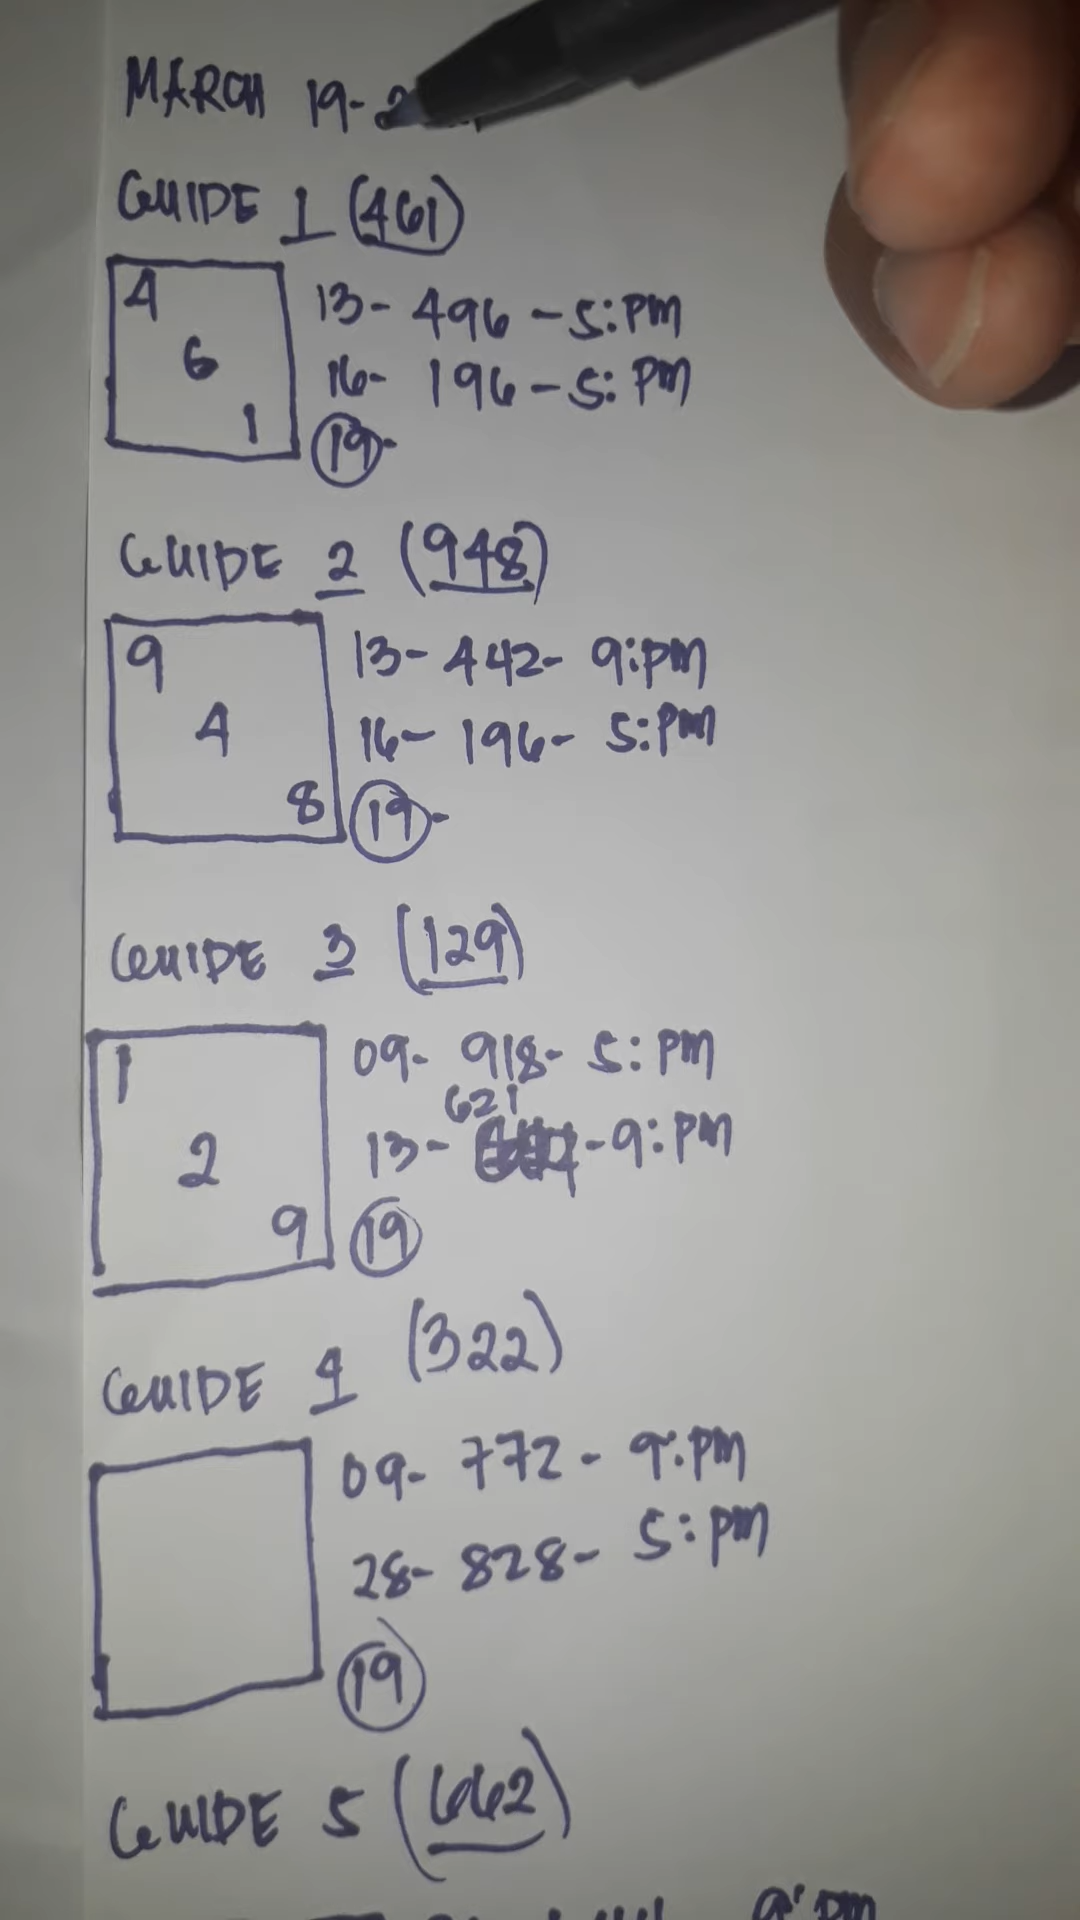 MARCH 19-2
GUIDE 1 (461)
4
6
1
13- 496 - 5:PM
16- 196 - 5: PM
19-
GUIDE 2 (948)
9
4
8
13- 442- 9:PM
16- 196- 5:PM
19-
GUIDE 3 (129)
1
2
9
09- 918- 5: PM
621
13- -9:PM
19
GUIDE 4 (322)
09- 772- 9:PM
28- 828- 5:PM
19
GUIDE 5 (662)
9:PM